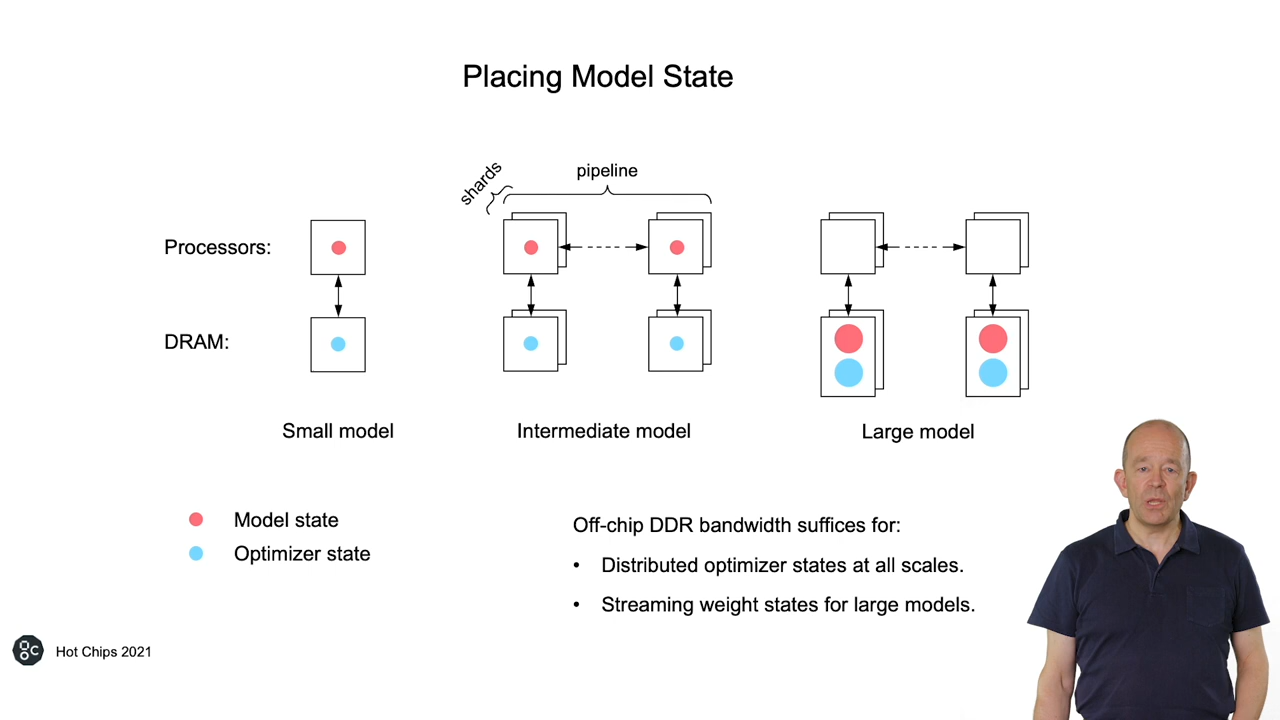 Placing Model State
shards
pipeline
Processors:
DRAM:
Small model
Intermediate model
Large model
Model state
Optimizer state
Off-chip DDR bandwidth suffices for:
• Distributed optimizer states at all scales.
• Streaming weight states for large models.
gc
Hot Chips 2021